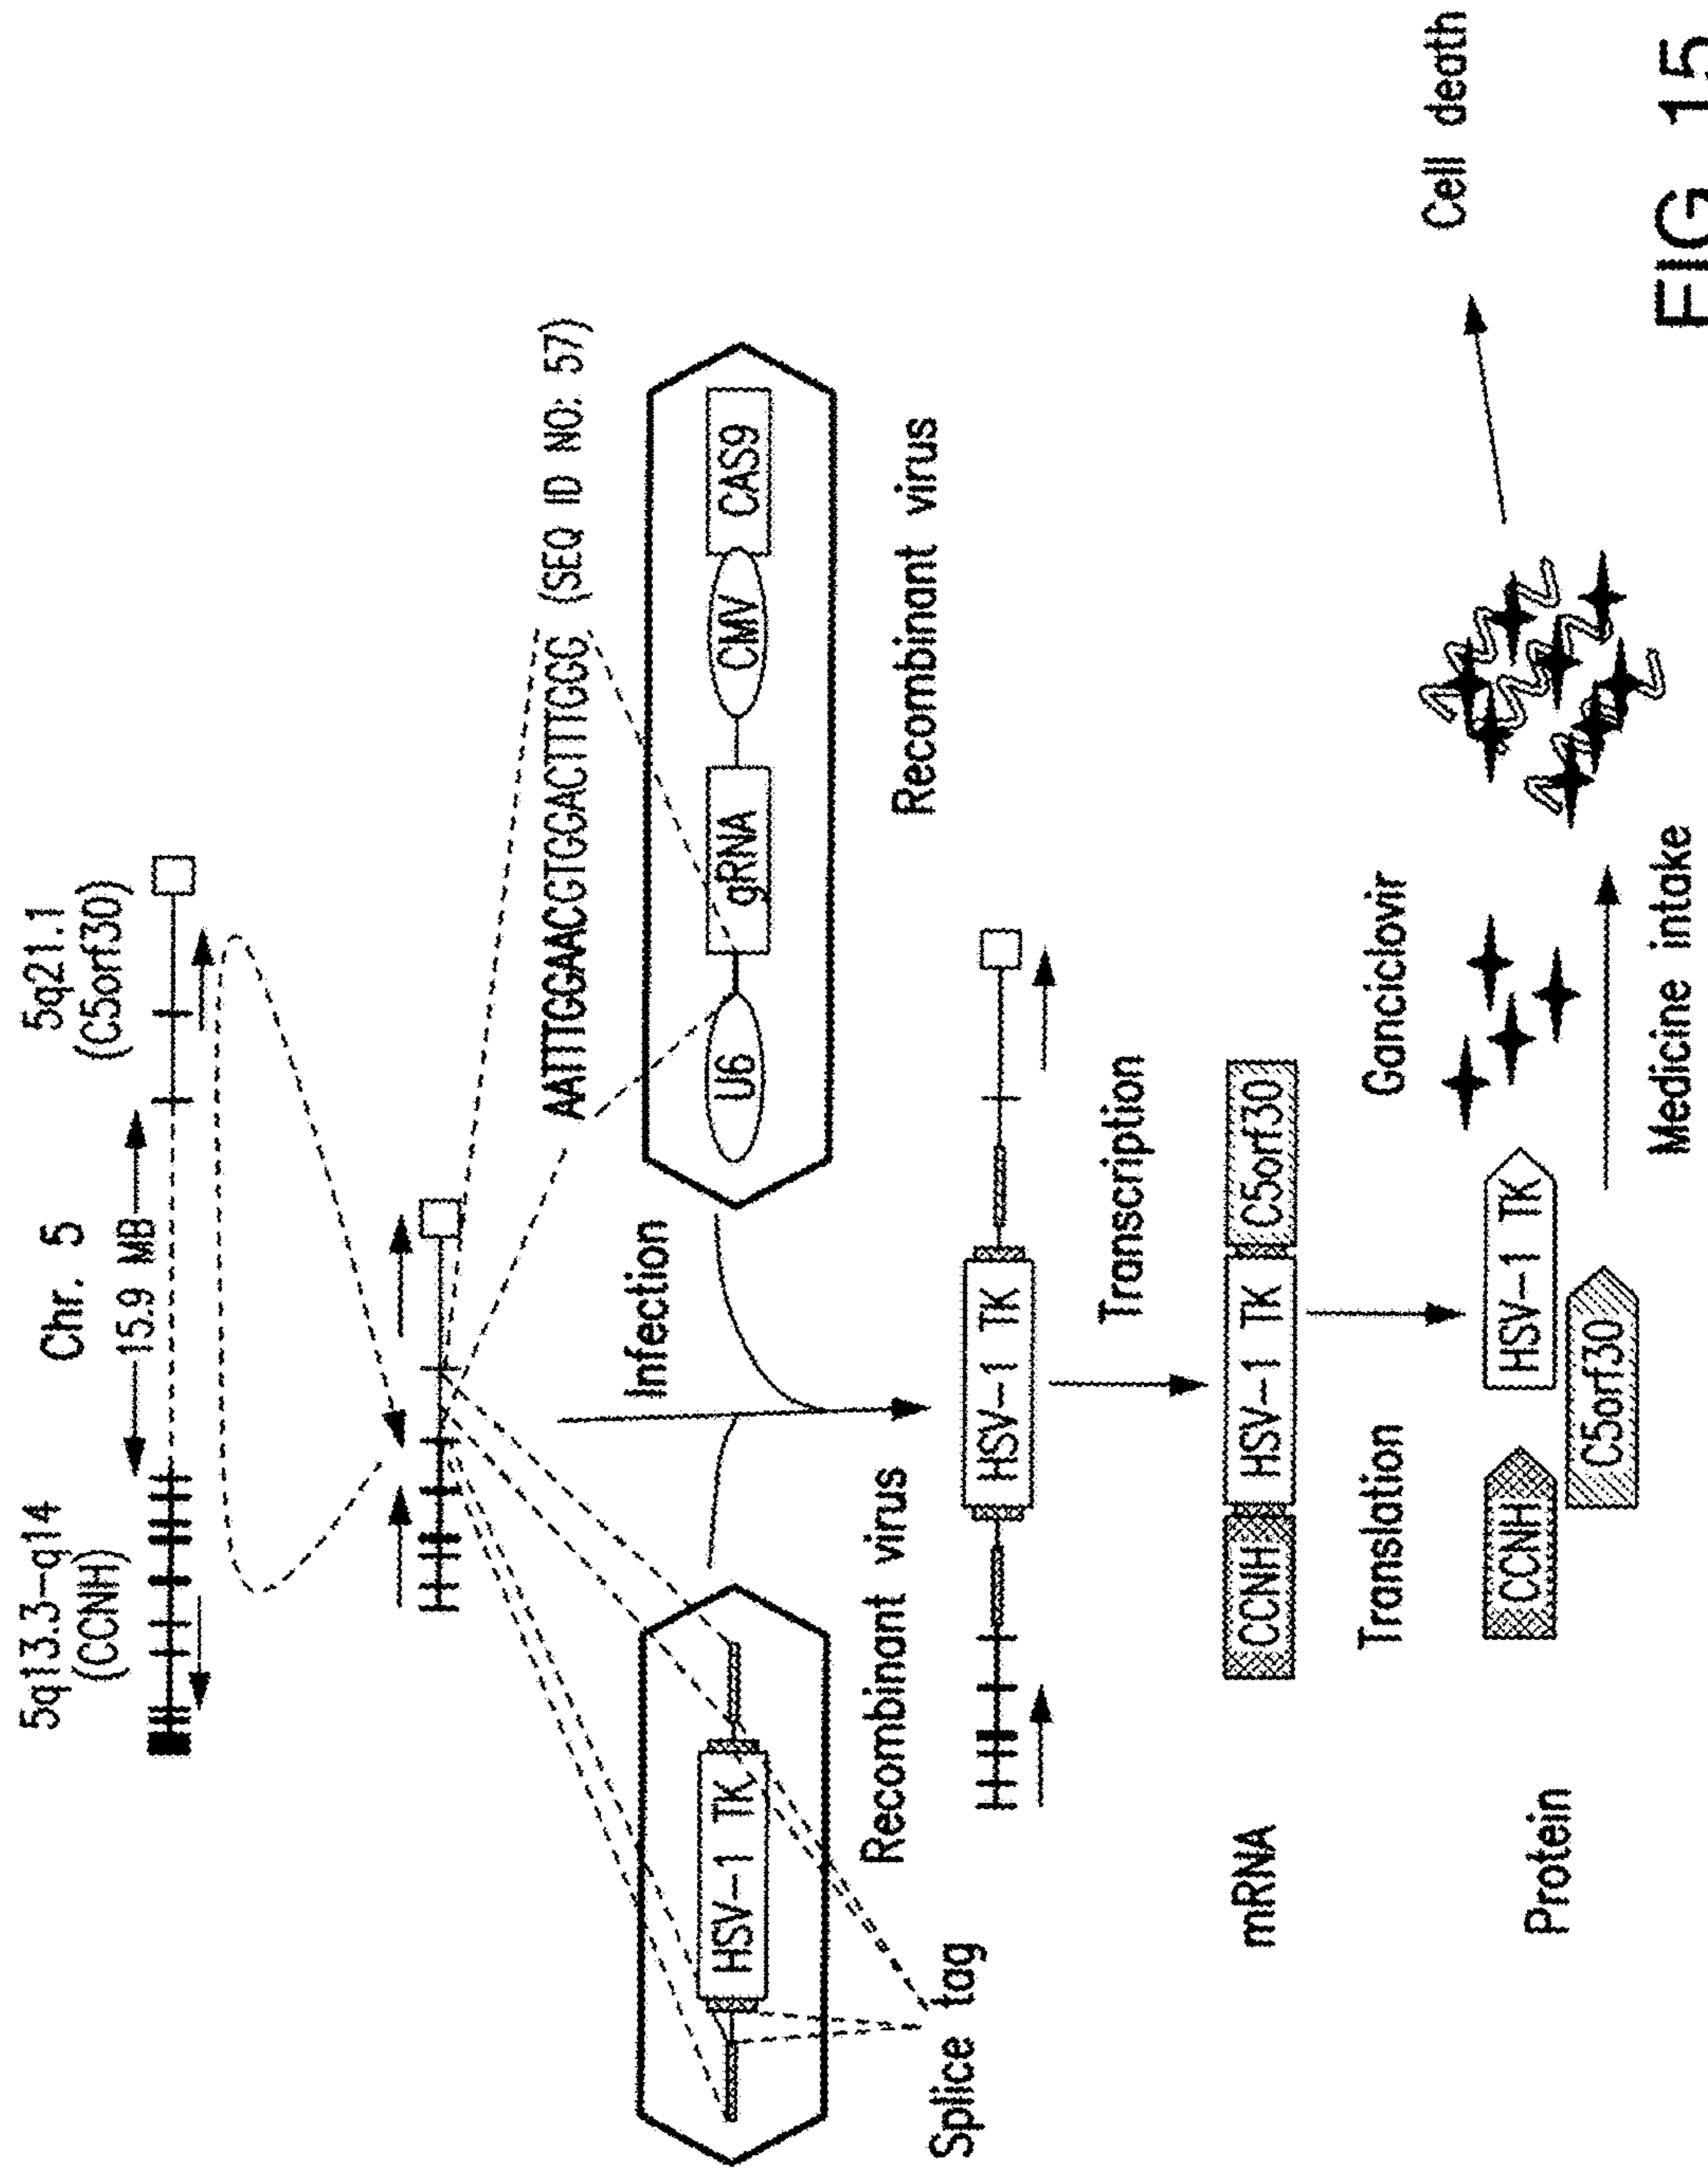 5q13.3-q14
(CCNH)
Chr. 5
15.9 MB
5q21.1
(C5orf30)
AATTTGGAACGTGGACTTTGGG (SEQ ID NO: 57)
Infection
HSV-1 TK
U6 gRNA CMV CAS9
Recombinant virus
Recombinant virus
Splice tag
HSV-1 TK
Transcription
mRNA
CCNH HSV-1 TK C5orf30
Translation
Ganciclovir
Cell death
Protein
CCNH HSV-1 TK
C5orf30
Medicine intake
FIG. 15